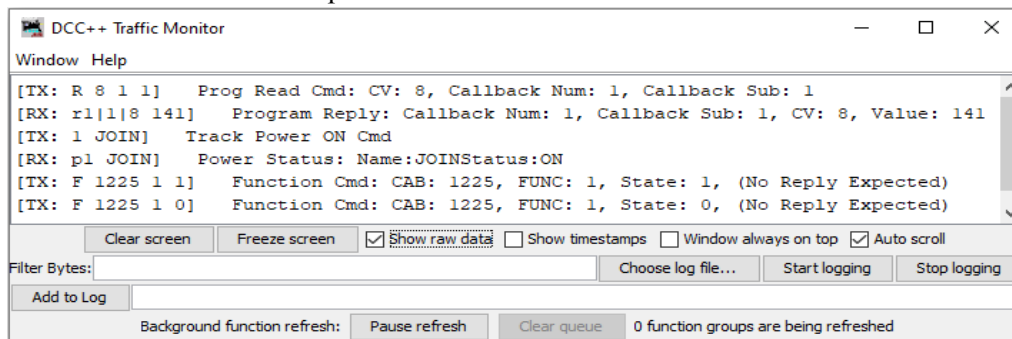 DCC++ Traffic Monitor
Window Help
[TX: R 8 1 1] Prog Read Cmd: CV: 8, Callback Num: 1, Callback Sub: 1
[RX: r1|1|8 141] Program Reply: Callback Num: 1, Callback Sub: 1, CV: 8, Value: 141
[TX: 1 JOIN] Track Power ON Cmd
[RX: p1 JOIN] Power Status: Name:JOINStatus:ON
[TX: F 1225 1 1] Function Cmd: CAB: 1225, FUNC: 1, State: 1, (No Reply Expected)
[TX: F 1225 1 0] Function Cmd: CAB: 1225, FUNC: 1, State: 0, (No Reply Expected)
Clear screen Freeze screen Show raw data Show timestamps Window always on top Auto scroll
Filter Bytes: Choose log file... Start logging Stop logging
Add to Log
Background function refresh: Pause refresh Clear queue 0 function groups are being refreshed